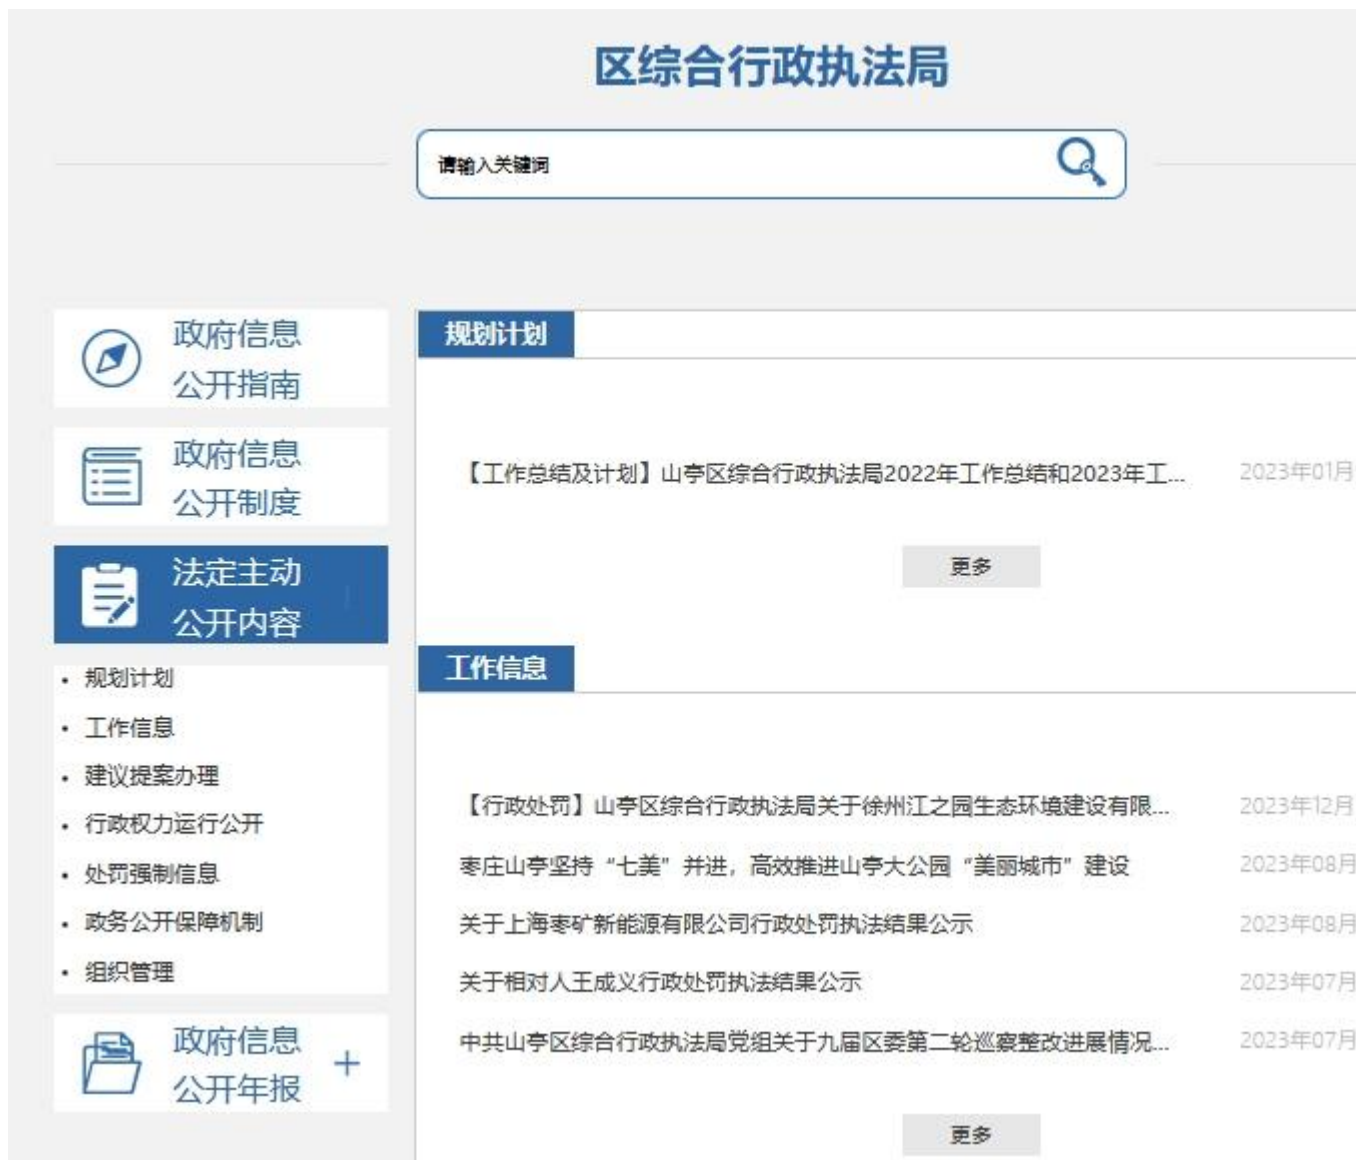 区综合行政执法局
请输入关键词
政府信息
公开指南
政府信息
公开制度
法定主动
公开内容
• 规划计划
• 工作信息
• 建议提案办理
• 行政权力运行公开
• 处罚强制信息
• 政务公开保障机制
• 组织管理
政府信息
公开年报 +
规划计划
【工作总结及计划】山亭区综合行政执法局2022年工作总结和2023年工... 2023年01月
更多
工作信息
【行政处罚】山亭区综合行政执法局关于徐州江之园生态环境建设有限... 2023年12月
枣庄山亭坚持“七美”并进，高效推进山亭大公园“美丽城市”建设 2023年08月
关于上海枣矿新能源有限公司行政处罚执法结果公示 2023年08月
关于相对人王成义行政处罚执法结果公示 2023年07月
中共山亭区综合行政执法局党组关于九届区委第二轮巡察整改进展情况... 2023年07月
更多